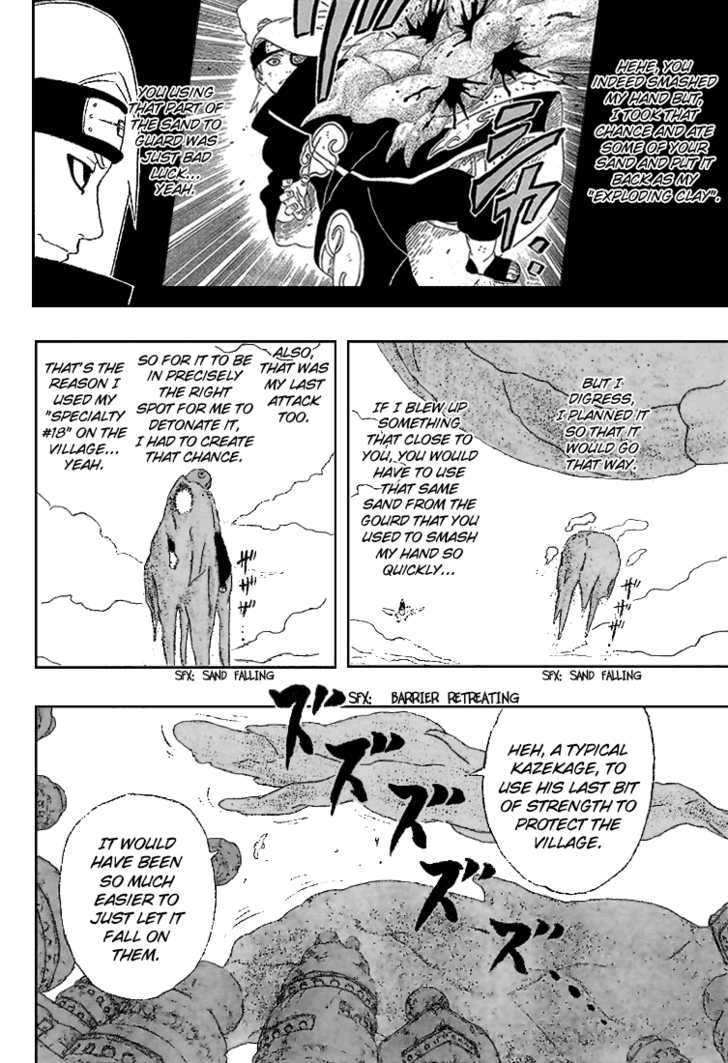 HEHE, YOU
INDEED SMASHED
MY HAND BUT,
I TOOK THAT
CHANCE AND ATE
SOME OF YOUR
SAND AND PUT IT
BACK AS MY
"EXPLODING CLAY".
シャ
YOU USING
THAT PART OF
THE SAND TO
GUARD WAS
JUST BAD
LUCK...
YEAH.
BUT I
DIGRESS,
I PLANNED IT
SO THAT IT
WOULD GO
THAT WAY.
IF I BLEW UP
SOMETHING
THAT CLOSE TO
YOU, YOU WOULD
HAVE TO USE
THAT SAME
SAND FROM THE
GOURD THAT YOU
USED TO SMASH
MY HAND SO
QUICKLY...
SFX: SAND FALLING
ALSO,
THAT WAS
MY LAST
ATTACK
TOO.
SO FOR IT TO BE
IN PRECISELY
THE RIGHT
SPOT FOR ME TO
DETONATE IT,
I HAD TO CREATE
THAT CHANCE.
THAT'S THE
REASON I
USED MY
"SPECIALTY
#18" ON THE
VILLAGE...
YEAH.
SFX: SAND FALLING
SFX: BARRIER RETREATING
ズズズズズ...
HEH, A TYPICAL
KAZEKAGE, TO
USE HIS LAST BIT
OF STRENGTH TO
PROTECT THE
VILLAGE.
IT WOULD
HAVE BEEN
SO MUCH
EASIER TO
JUST LET IT
FALL ON
THEM.